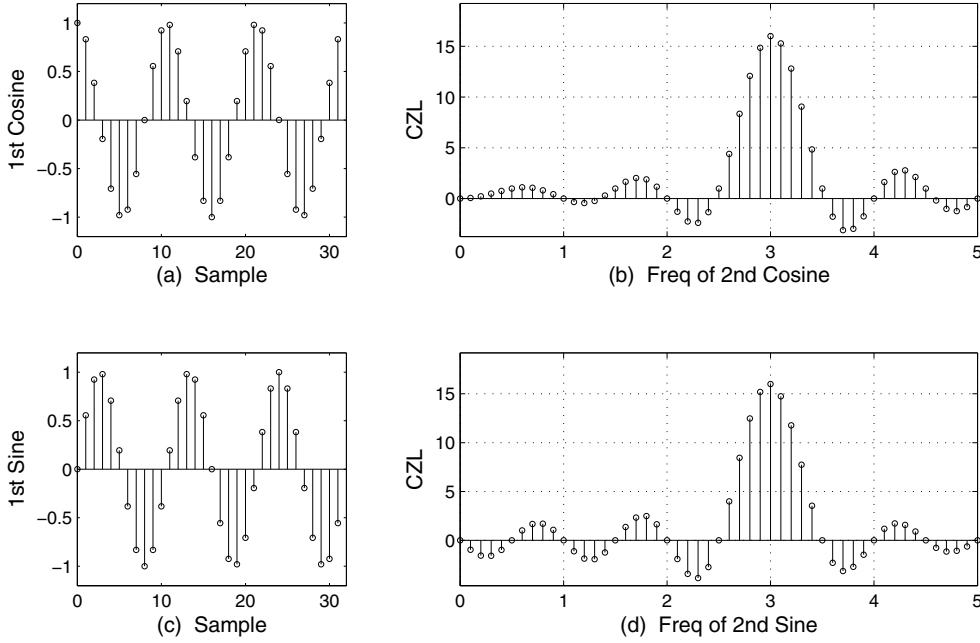 1
0.5
0
−0.5
−1
1st Cosine
0 10 20 30
(a) Sample
15
10
5
0
CZL
0 1 2 3 4 5
(b) Freq of 2nd Cosine
1
0.5
0
−0.5
−1
1st Sine
0 10 20 30
(c) Sample
15
10
5
0
CZL
0 1 2 3 4 5
(d) Freq of 2nd Sine